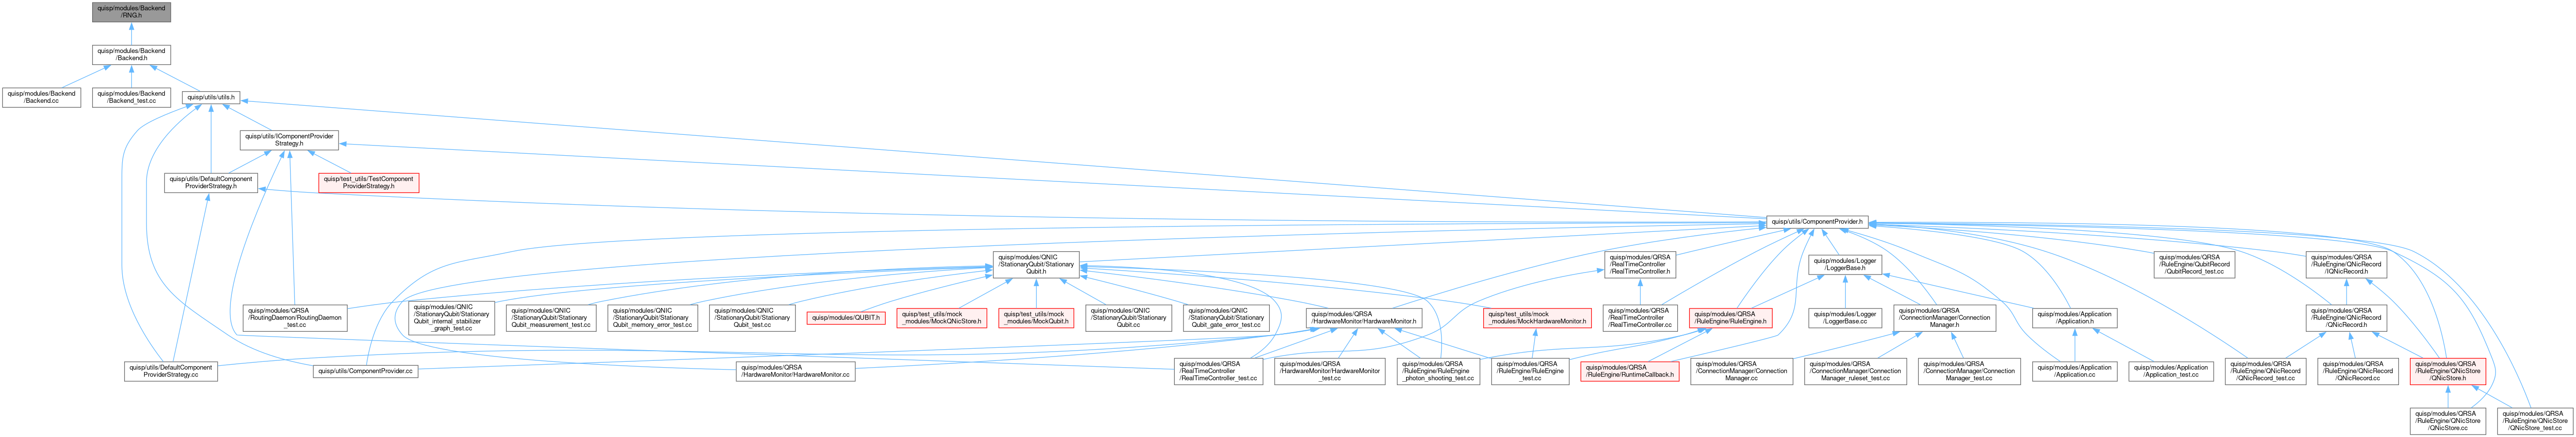 quisp/modules/Backend
/RNG.h
quisp/modules/Backend
/Backend.h
quisp/modules/Backend
/Backend.cc
quisp/modules/Backend
/Backend_test.cc
quisp/utils/utils.h
quisp/utils/IComponentProvider
Strategy.h
quisp/utils/DefaultComponent
ProviderStrategy.h
quisp/test_utils/TestComponent
ProviderStrategy.h
quisp/utils/ComponentProvider.h
quisp/modules/QNIC
/StationaryQubit/Stationary
Qubit.h
quisp/modules/QRSA
/RealTimeController
/RealTimeController.h
quisp/modules/Logger
/LoggerBase.h
quisp/modules/QRSA
/RuleEngine/QubitRecord
/QubitRecord_test.cc
quisp/modules/QRSA
/RuleEngine/QNicRecord
/IQNicRecord.h
quisp/modules/QRSA
/RoutingDaemon/RoutingDaemon
_test.cc
quisp/modules/QNIC
/StationaryQubit/Stationary
Qubit_internal_stabilizer
_graph_test.cc
quisp/modules/QNIC
/StationaryQubit/Stationary
Qubit_measurement_test.cc
quisp/modules/QNIC
/StationaryQubit/Stationary
Qubit_memory_error_test.cc
quisp/modules/QNIC
/StationaryQubit/Stationary
Qubit_test.cc
quisp/modules/QUBIT.h
quisp/test_utils/mock
_modules/MockQNicStore.h
quisp/test_utils/mock
_modules/MockQubit.h
quisp/modules/QNIC
/StationaryQubit/Stationary
Qubit.cc
quisp/modules/QNIC
/StationaryQubit/Stationary
Qubit_gate_error_test.cc
quisp/modules/QRSA
/HardwareMonitor/HardwareMonitor.h
quisp/test_utils/mock
_modules/MockHardwareMonitor.h
quisp/modules/QRSA
/RealTimeController
/RealTimeController.cc
quisp/modules/QRSA
/RuleEngine/RuleEngine.h
quisp/modules/Logger
/LoggerBase.cc
quisp/modules/QRSA
/ConnectionManager/Connection
Manager.h
quisp/modules/Application
/Application.h
quisp/modules/QRSA
/RuleEngine/QNicRecord
/QNicRecord.h
quisp/utils/DefaultComponent
ProviderStrategy.cc
quisp/utils/ComponentProvider.cc
quisp/modules/QRSA
/HardwareMonitor/HardwareMonitor.cc
quisp/modules/QRSA
/RealTimeController
/RealTimeController_test.cc
quisp/modules/QRSA
/HardwareMonitor/HardwareMonitor
_test.cc
quisp/modules/QRSA
/RuleEngine/RuleEngine
_photon_shooting_test.cc
quisp/modules/QRSA
/RuleEngine/RuleEngine
_test.cc
quisp/modules/QRSA
/RuleEngine/RuntimeCallback.h
quisp/modules/QRSA
/ConnectionManager/Connection
Manager.cc
quisp/modules/QRSA
/ConnectionManager/Connection
Manager_ruleset_test.cc
quisp/modules/QRSA
/ConnectionManager/Connection
Manager_test.cc
quisp/modules/Application
/Application.cc
quisp/modules/Application
/Application_test.cc
quisp/modules/QRSA
/RuleEngine/QNicRecord
/QNicRecord_test.cc
quisp/modules/QRSA
/RuleEngine/QNicRecord
/QNicRecord.cc
quisp/modules/QRSA
/RuleEngine/QNicStore
/QNicStore.h
quisp/modules/QRSA
/RuleEngine/QNicStore
/QNicStore.cc
quisp/modules/QRSA
/RuleEngine/QNicStore
/QNicStore_test.cc